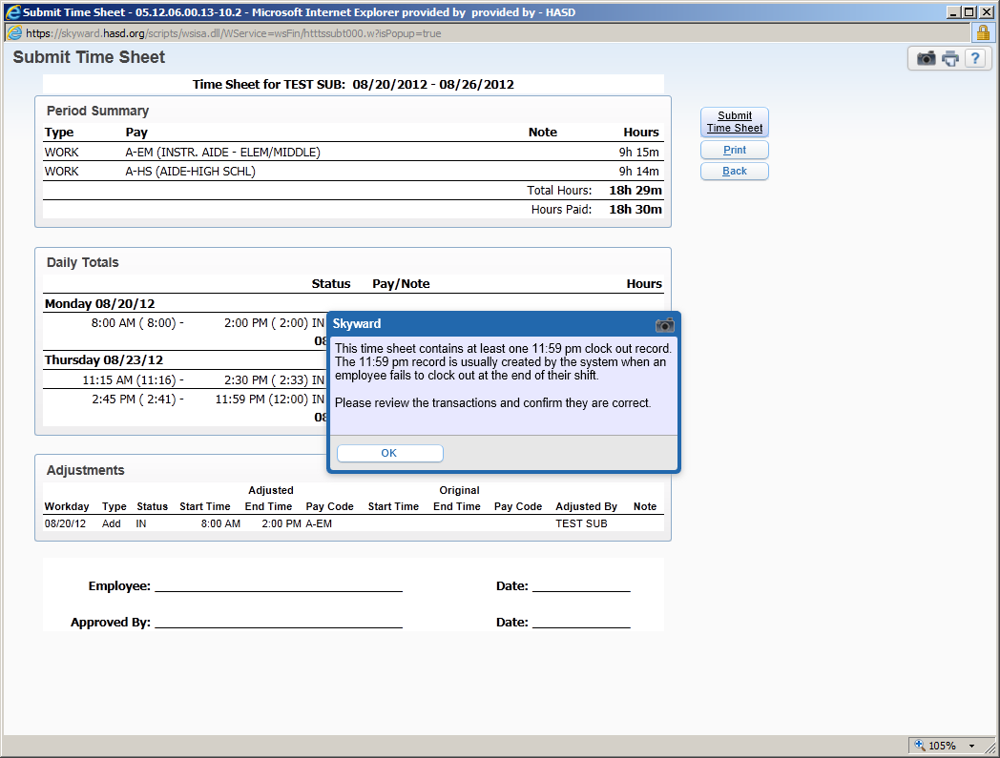 Submit Time Sheet - 05.12.06.00.13-10.2 - Microsoft Internet Explorer provided by provided by - HASD
https://skyward.hasd.org/scripts/wsisa.dll/WService=wsFin/htttssubt000.w?isPopup=true
Submit Time Sheet
?
Time Sheet for TEST SUB: 08/20/2012 - 08/26/2012
Period Summary
Type Pay Note Hours
WORK A-EM (INSTR. AIDE - ELEM/MIDDLE) 9h 15m
WORK A-HS (AIDE-HIGH SCHL) 9h 14m
Total Hours: 18h 29m
Hours Paid: 18h 30m
Submit
Time Sheet
Print
Back
Daily Totals
Status Pay/Note Hours
Monday 08/20/12
8:00 AM ( 8:00) - 2:00 PM ( 2:00) IN
08
Thursday 08/23/12
11:15 AM (11:16) - 2:30 PM ( 2:33) IN
2:45 PM ( 2:41) - 11:59 PM (12:00) IN
08
Skyward
This time sheet contains at least one 11:59 pm clock out record.
The 11:59 pm record is usually created by the system when an
employee fails to clock out at the end of their shift.
Please review the transactions and confirm they are correct.
OK
Adjustments
Adjusted Original
Workday Type Status Start Time End Time Pay Code Start Time End Time Pay Code Adjusted By Note
08/20/12 Add IN 8:00 AM 2:00 PM A-EM TEST SUB
Employee: Date:
Approved By: Date:
105%